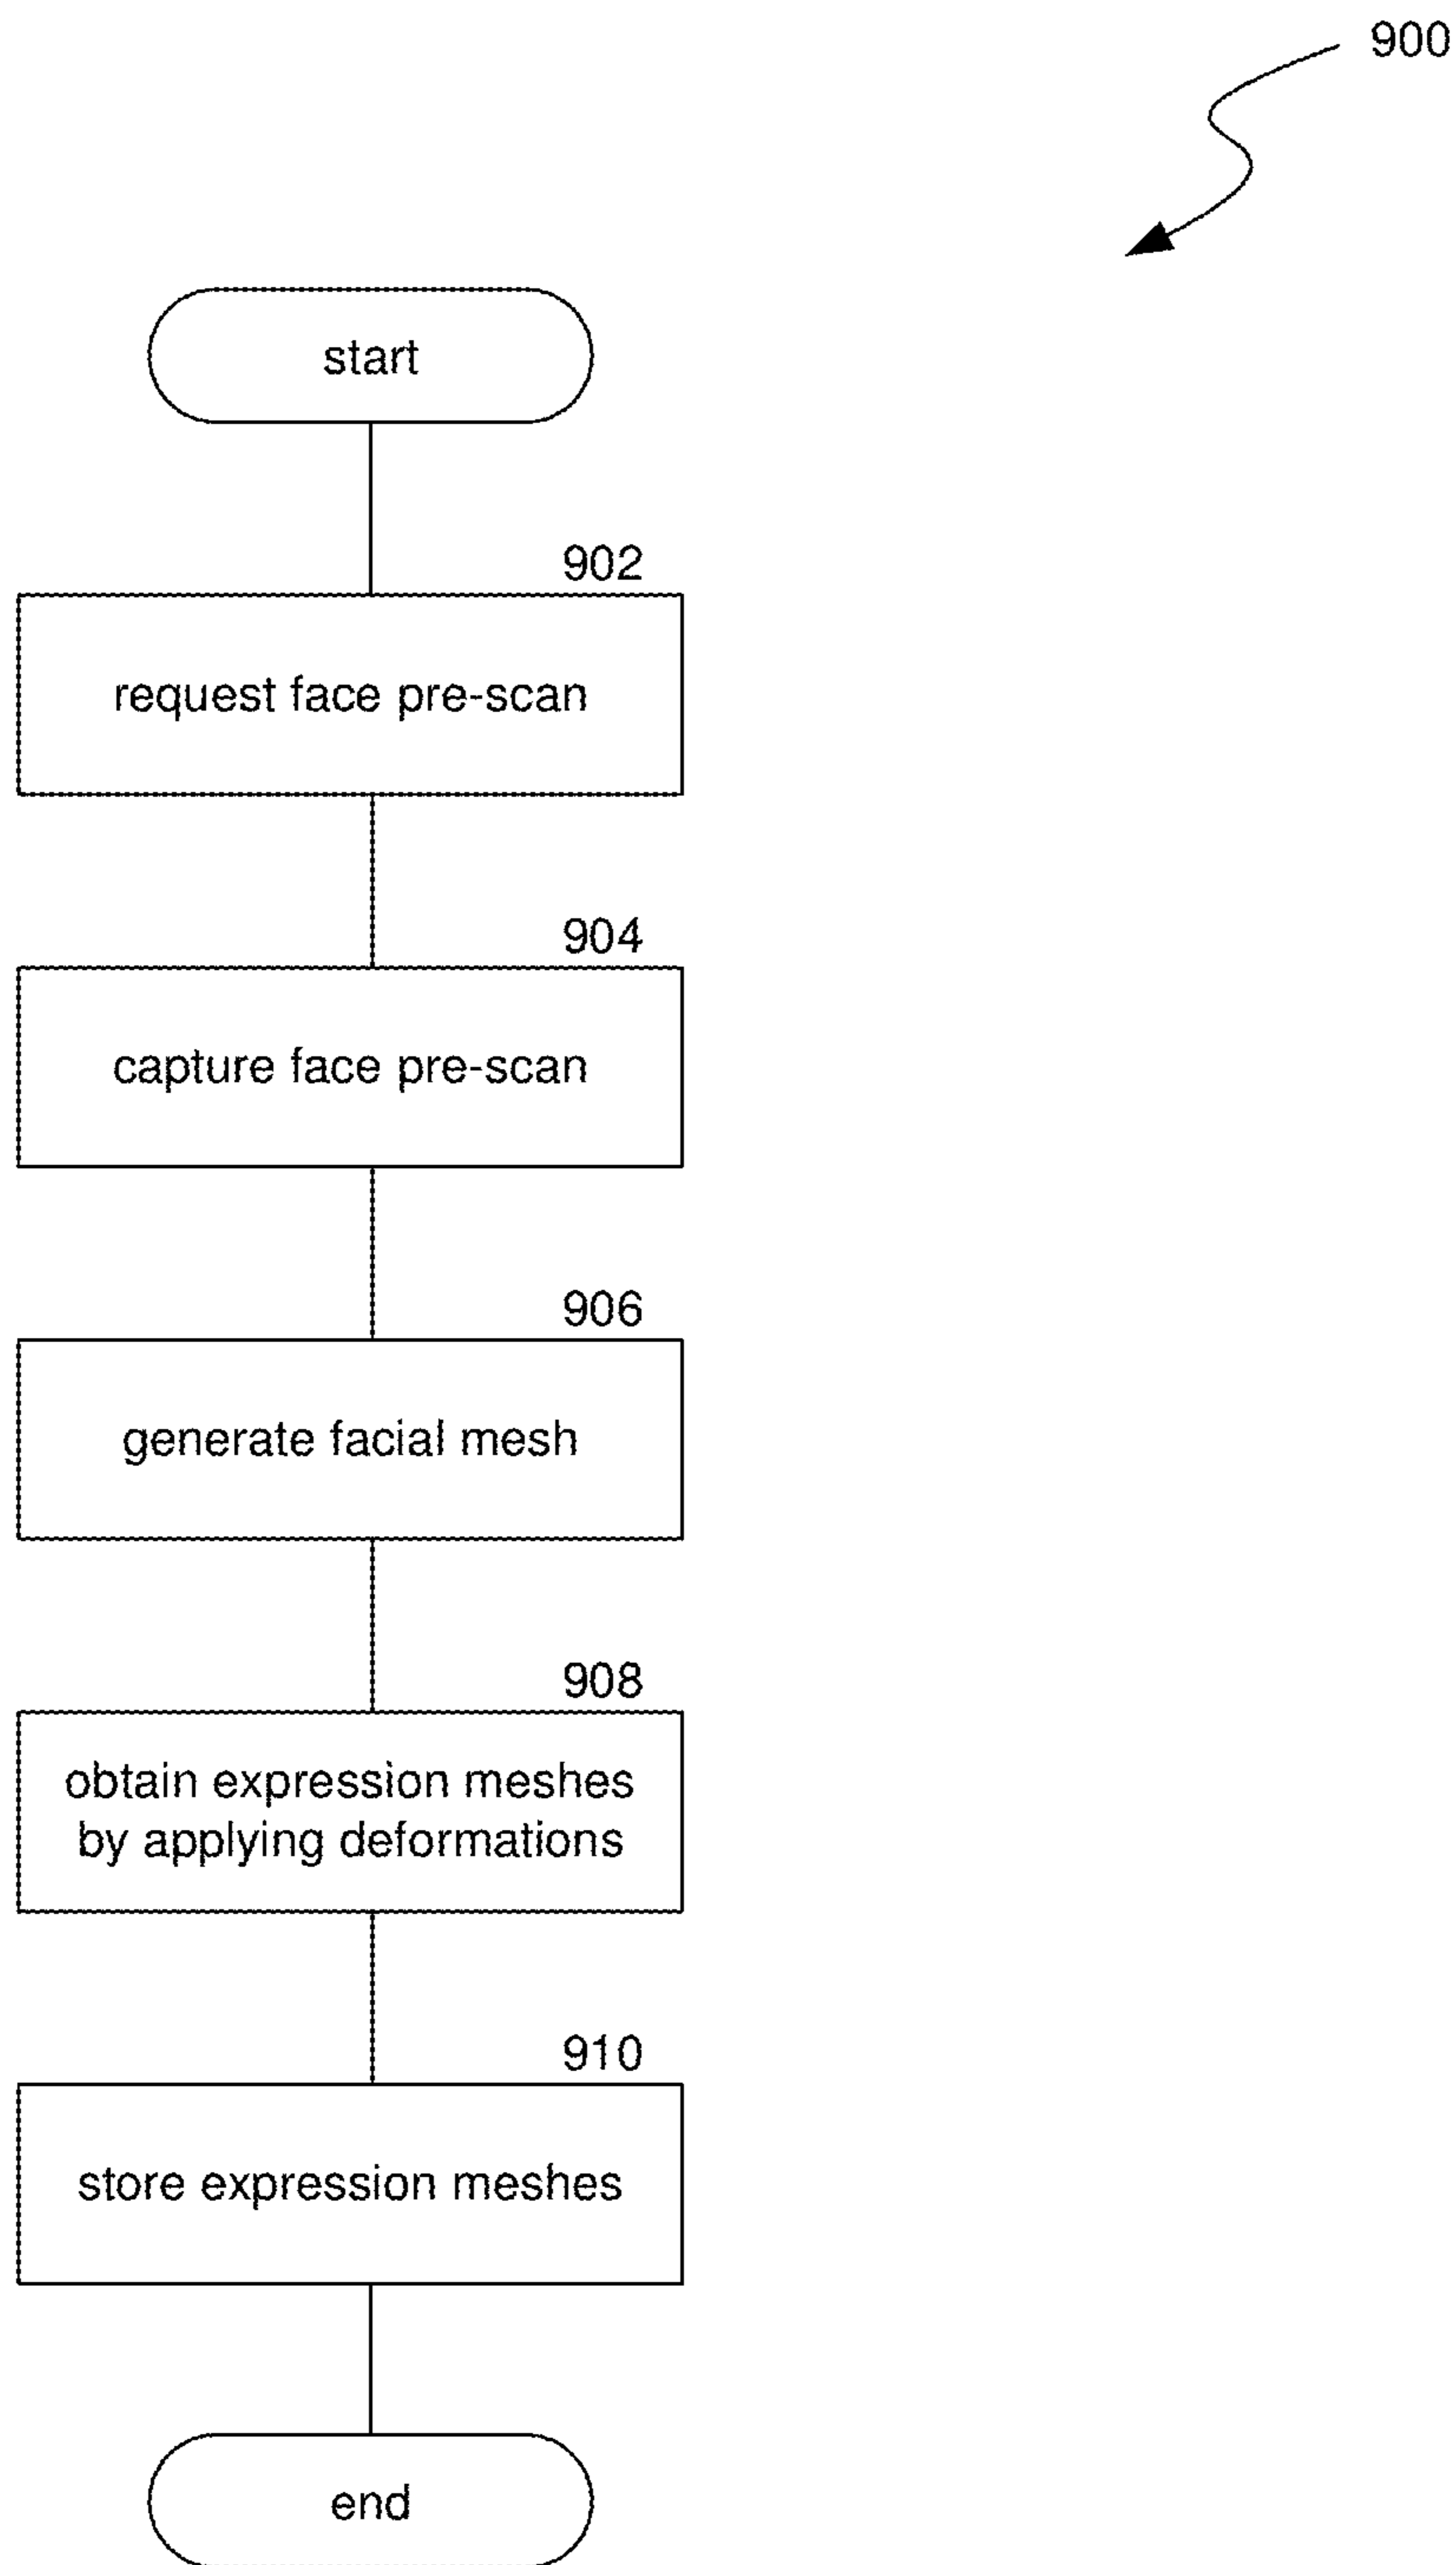 900
start
902
request face pre-scan
904
capture face pre-scan
906
generate facial mesh
908
obtain expression meshes
by applying deformations
910
store expression meshes
end